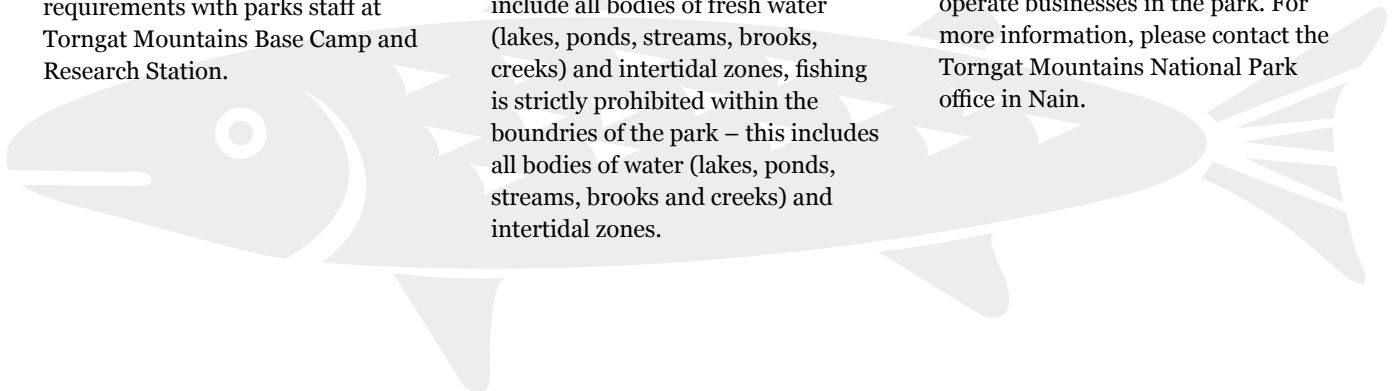 requirements with parks staff at
Torngat Mountains Base Camp and
Research Station.
include all bodies of fresh water
(lakes, ponds, streams, brooks,
creeks) and intertidal zones, fishing
is strictly prohibited within the
boundries of the park – this includes
all bodies of water (lakes, ponds,
streams, brooks and creeks) and
intertidal zones.
operate businesses in the park. For
more information, please contact the
Torngat Mountains National Park
office in Nain.